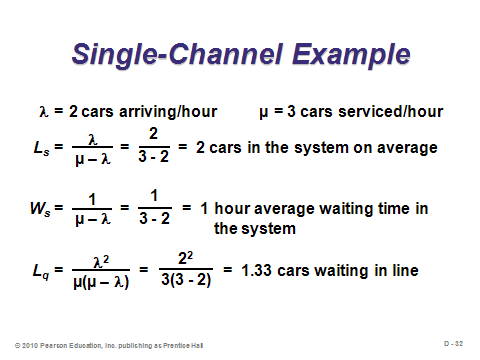 Single-Channel Example
λ = 2 cars arriving/hour    µ = 3 cars serviced/hour
Lₛ = λ / (µ – λ) = 2 / (3 - 2) = 2 cars in the system on average
Wₛ = 1 / (µ – λ) = 1 / (3 - 2) = 1 hour average waiting time in
the system
L_q = λ² / (µ(µ – λ)) = 2² / (3(3 - 2)) = 1.33 cars waiting in line
© 2010 Pearson Education, Inc. publishing as Prentice Hall    D - 32